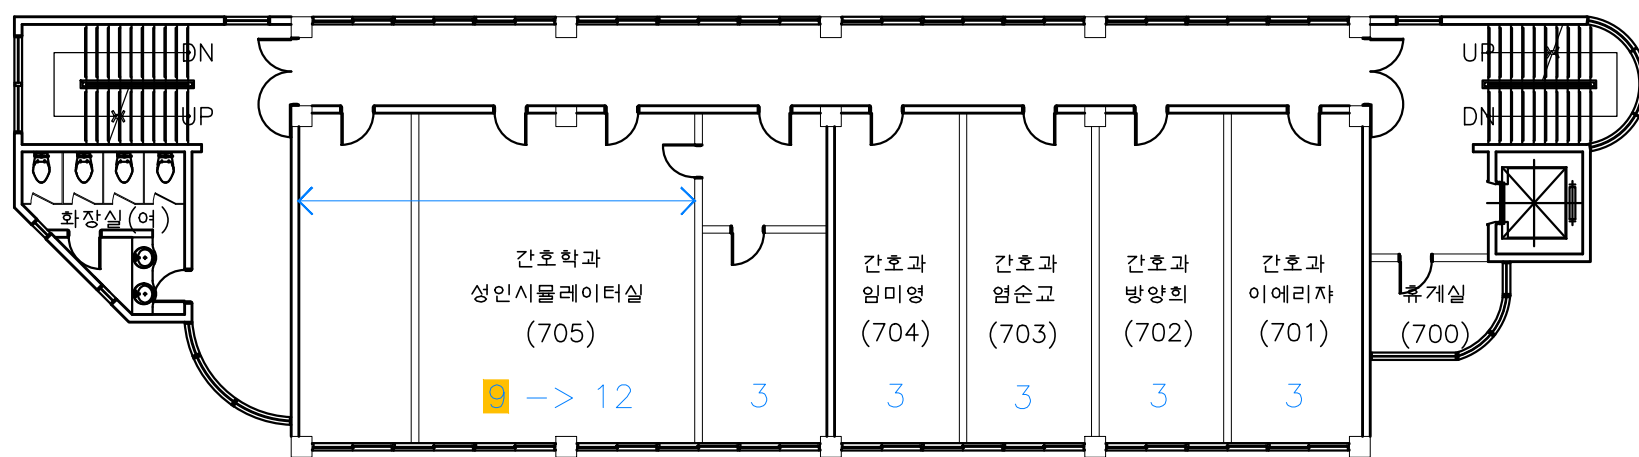 DN
UP
UP
DN
화장실(여)
간호학과
성인시뮬레이터실
(705)
9 -> 12
3
간호과
임미영
(704)
3
간호과
염순교
(703)
3
간호과
방양희
(702)
3
간호과
이에리쟈
(701)
3
휴게실
(700)